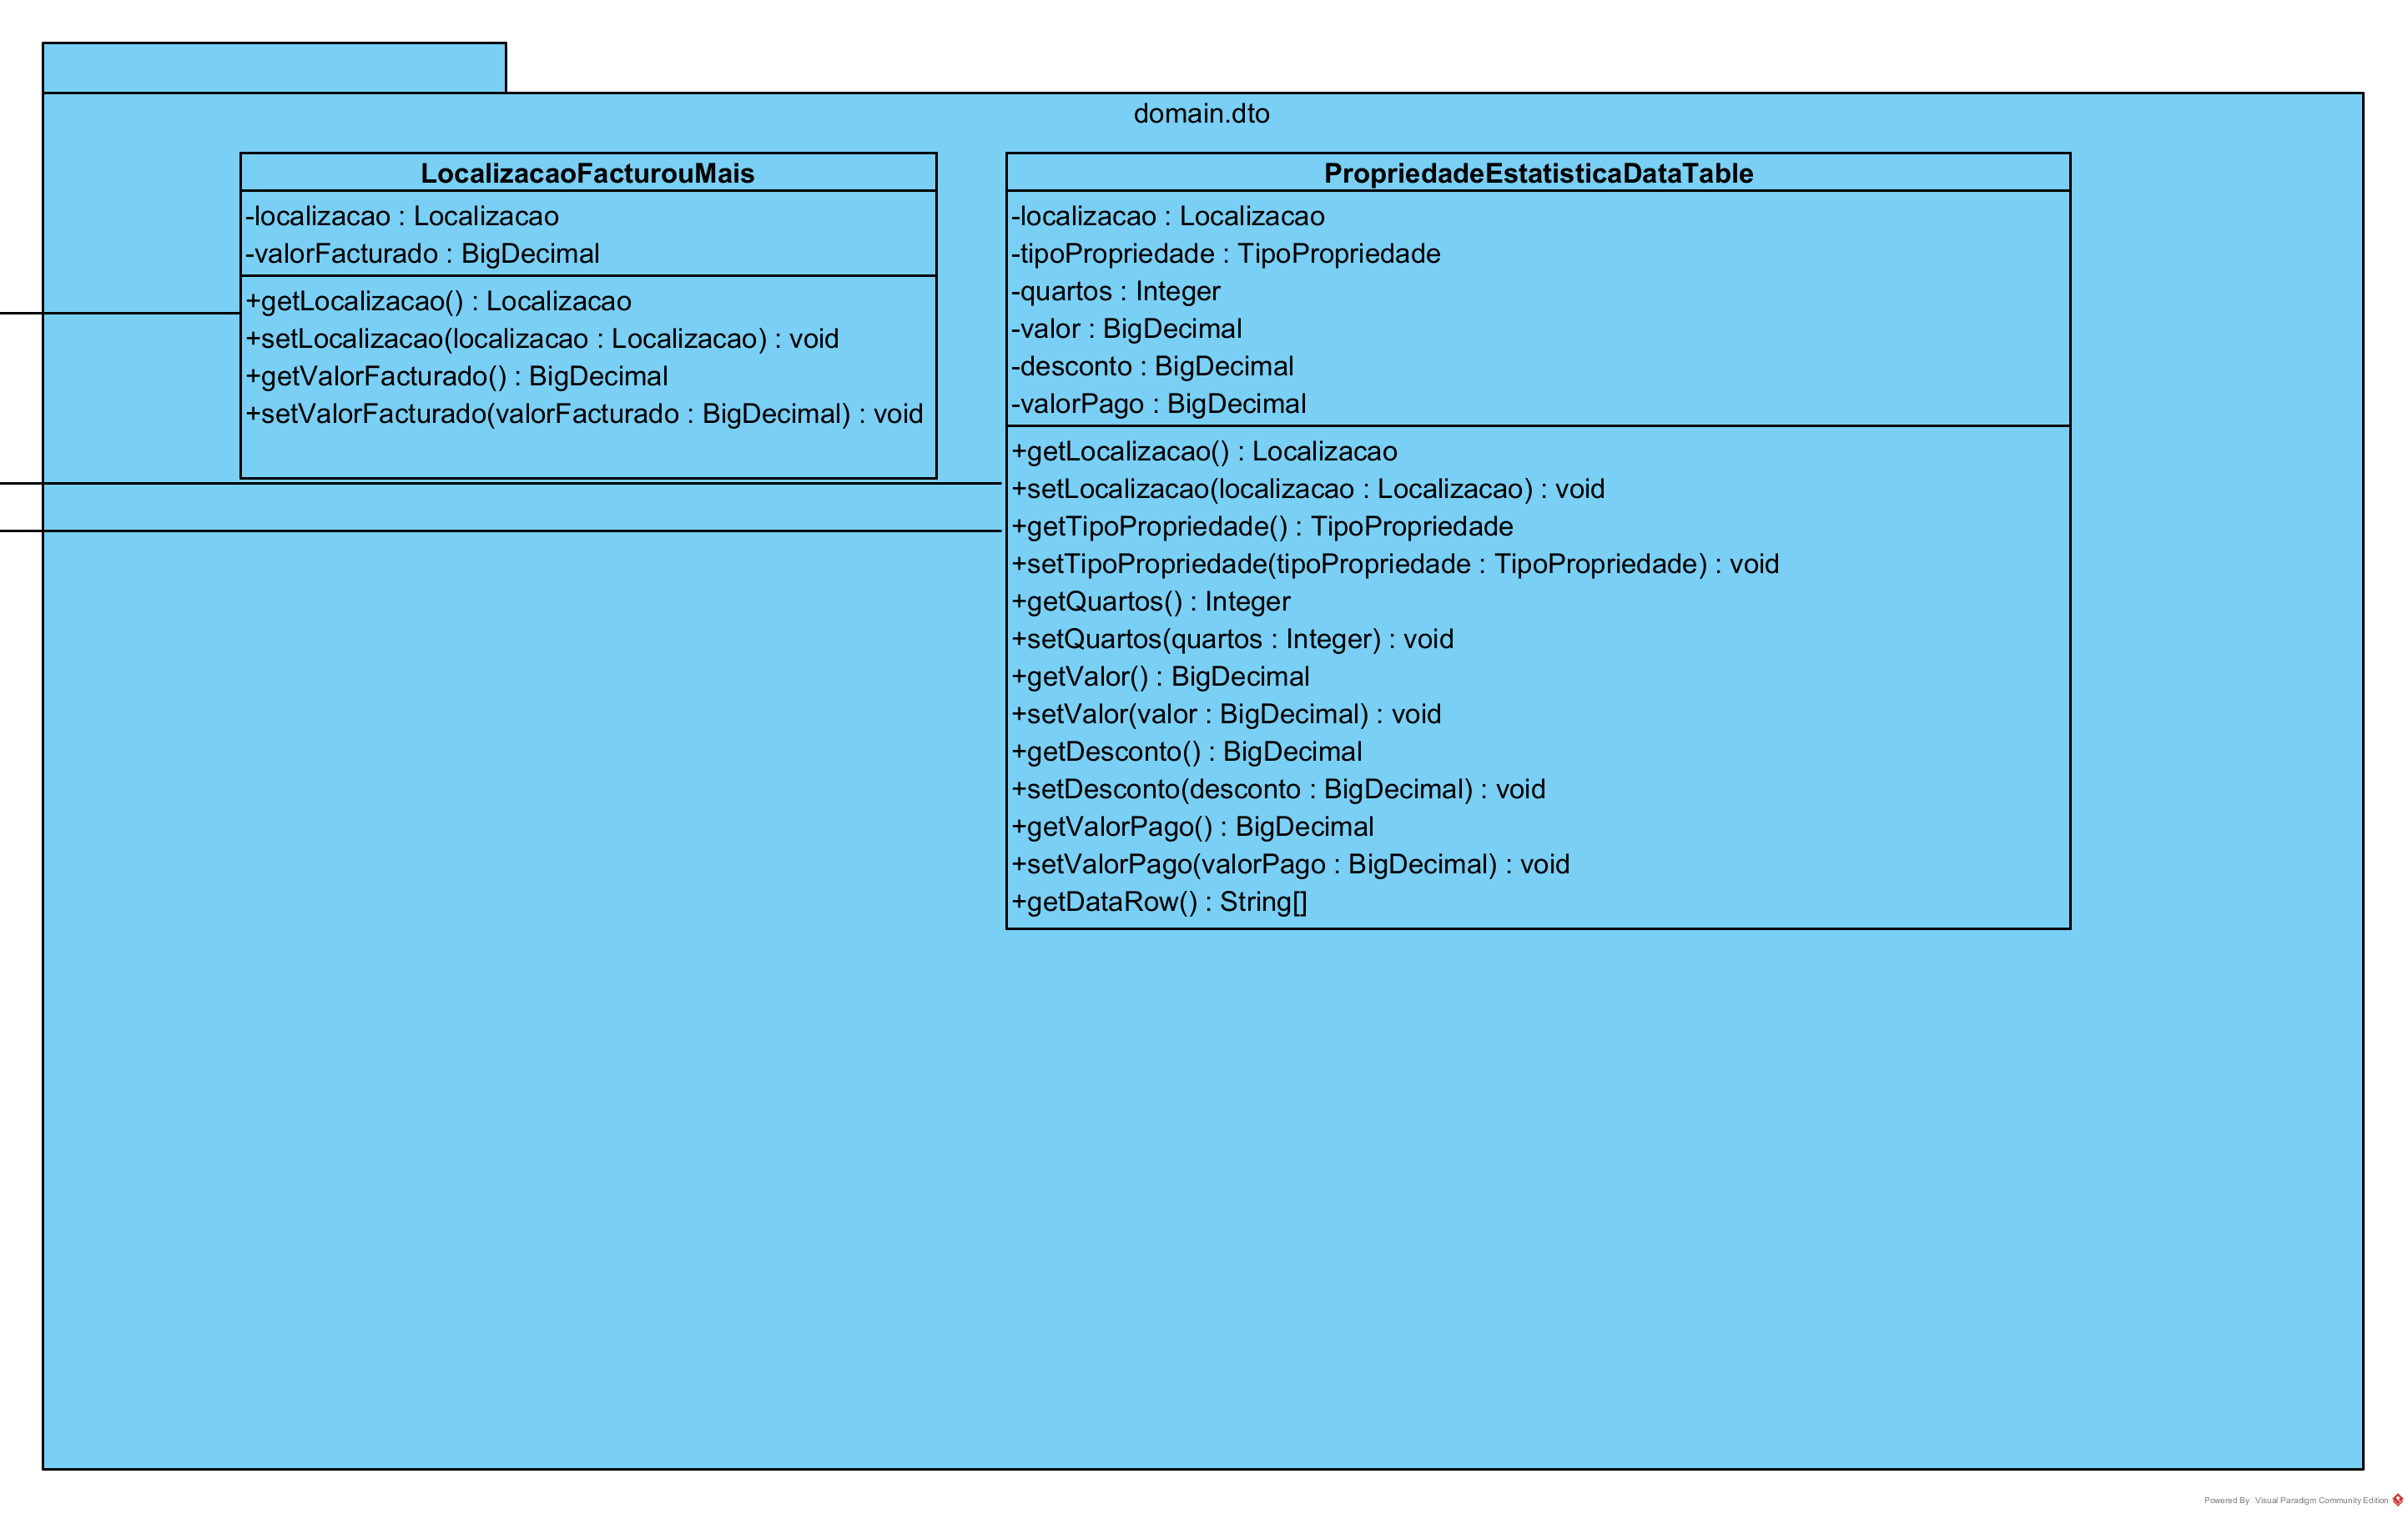 domain.dto
LocalizacaoFacturouMais
-localizacao : Localizacao
-valorFacturado : BigDecimal
+getLocalizacao() : Localizacao
+setLocalizacao(localizacao : Localizacao) : void
+getValorFacturado() : BigDecimal
+setValorFacturado(valorFacturado : BigDecimal) : void
PropriedadeEstatisticaDataTable
-localizacao : Localizacao
-tipoPropriedade : TipoPropriedade
-quartos : Integer
-valor : BigDecimal
-desconto : BigDecimal
-valorPago : BigDecimal
+getLocalizacao() : Localizacao
+setLocalizacao(localizacao : Localizacao) : void
+getTipoPropriedade() : TipoPropriedade
+setTipoPropriedade(tipoPropriedade : TipoPropriedade) : void
+getQuartos() : Integer
+setQuartos(quartos : Integer) : void
+getValor() : BigDecimal
+setValor(valor : BigDecimal) : void
+getDesconto() : BigDecimal
+setDesconto(desconto : BigDecimal) : void
+getValorPago() : BigDecimal
+setValorPago(valorPago : BigDecimal) : void
+getDataRow() : String[]
Powered By Visual Paradigm Community Edition